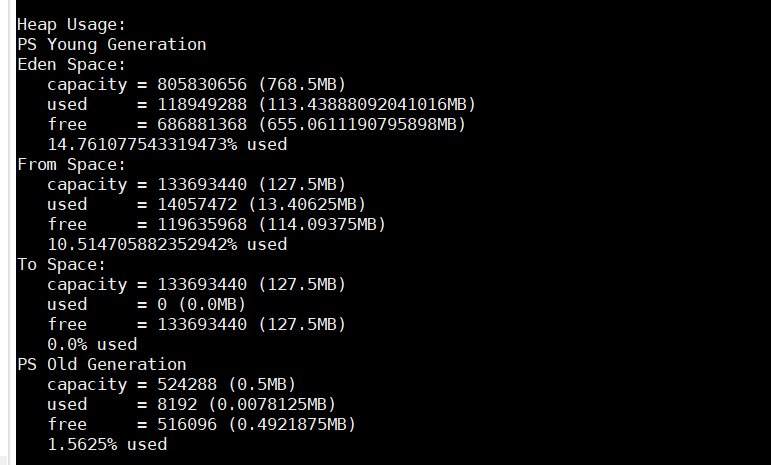 Heap Usage:
PS Young Generation
Eden Space:
   capacity = 805830656 (768.5MB)
   used     = 118949288 (113.43888092041016MB)
   free     = 686881368 (655.0611190795898MB)
   14.761077543319473% used
From Space:
   capacity = 133693440 (127.5MB)
   used     = 14057472 (13.40625MB)
   free     = 119635968 (114.09375MB)
   10.514705882352942% used
To Space:
   capacity = 133693440 (127.5MB)
   used     = 0 (0.0MB)
   free     = 133693440 (127.5MB)
   0.0% used
PS Old Generation
   capacity = 524288 (0.5MB)
   used     = 8192 (0.0078125MB)
   free     = 516096 (0.4921875MB)
   1.5625% used